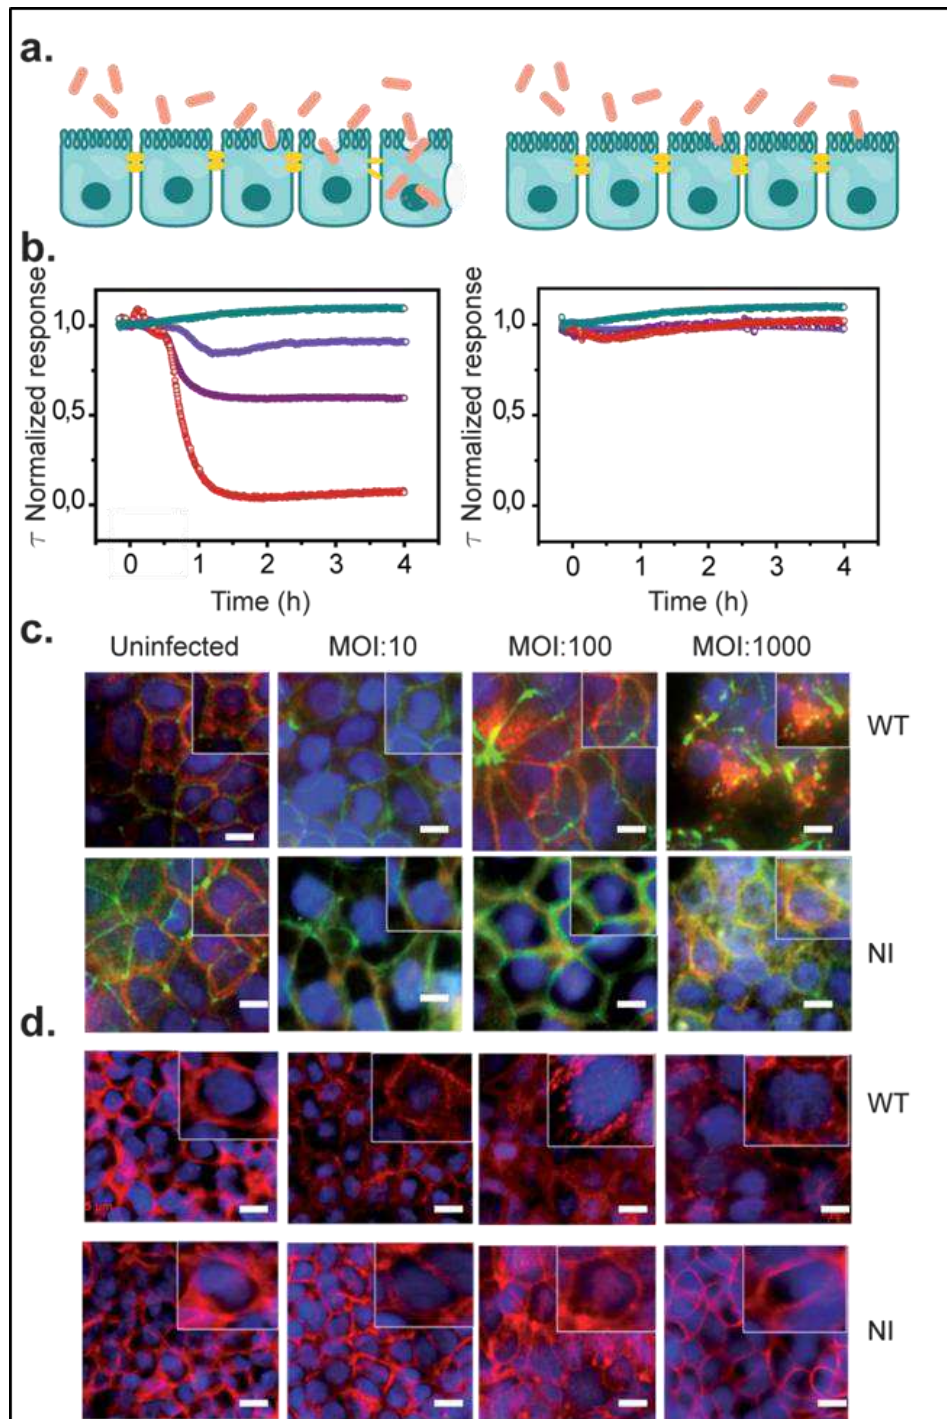 a.
b.
τ Normalized response
1,0
0,5
0,0
0
1
2
3
4
Time (h)
τ Normalized response
1,0
0,5
0,0
0
1
2
3
4
Time (h)
c.
Uninfected
MOI:10
MOI:100
MOI:1000
WT
NI
d.
WT
NI